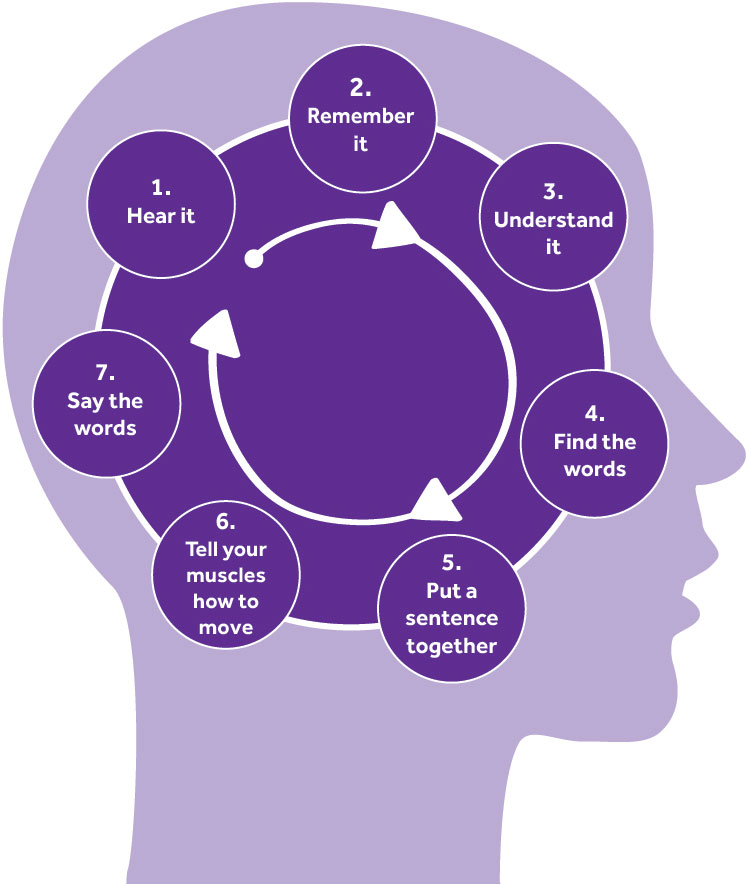 1.
Hear it
2.
Remember
it
3.
Understand
it
4.
Find the
words
5.
Put a
sentence
together
6.
Tell your
muscles
how to
move
7.
Say the
words